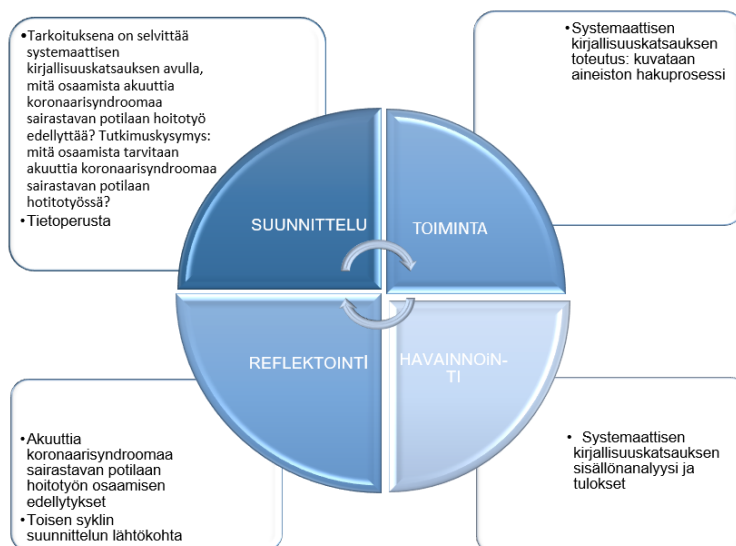 •Tarkoituksena on selvittää
systemaattisen
kirjallisuuskatsauksen avulla,
mitä osaamista akuuttia
koronaarisyndroomaa
sairastavan potilaan hoitotyö
edellyttää? Tutkimuskysymys:
mitä osaamista tarvitaan
akuuttia koronaarisyndroomaa
sairastavan potilaan
hotitotyössä?
•Tietoperusta
•Systemaattisen
kirjallisuuskatsauksen
toteutus: kuvataan
aineiston hakuprosessi
SUUNNITTELU
TOIMINTA
REFLEKTOINTI
HAVAINNOIN-
TI
•Akuuttia
koronaarisyndroomaa
sairastavan potilaan
hoitotyön osaamisen
edellytykset
•Toisen syklin
suunnittelun lähtökohta
• Systemaattisen
kirjallisuuskatsauksen
sisällönanalyysi ja
tulokset